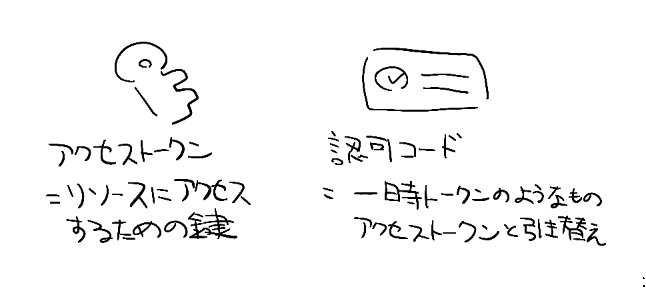 アクセストークン
=リソースにアクセス
するための鍵
認可コード
= 一時トークンのようなもの
アクセストークンと引き替え